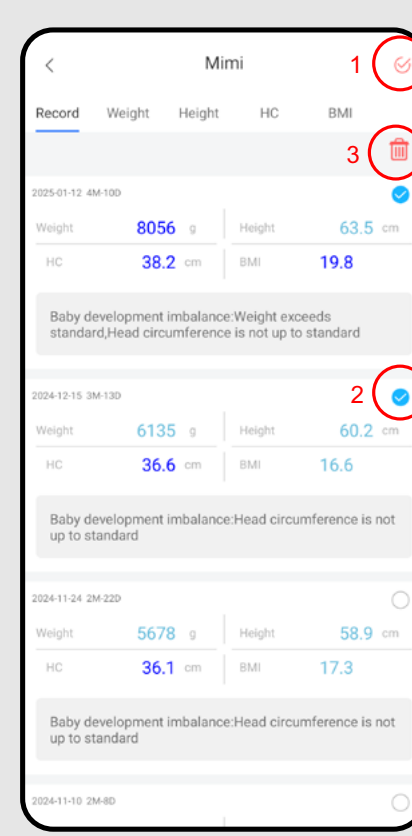 Mimi
1
Record Weight Height HC BMI
3
2025-01-12 4M-10D
Weight 8056 g Height 63.5 cm
HC 38.2 cm BMI 19.8
Baby development imbalance:Weight exceeds
standard,Head circumference is not up to standard
2024-12-15 3M-13D
2
Weight 6135 g Height 60.2 cm
HC 36.6 cm BMI 16.6
Baby development imbalance:Head circumference is not
up to standard
2024-11-24 2M-22D
Weight 5678 g Height 58.9 cm
HC 36.1 cm BMI 17.3
Baby development imbalance:Head circumference is not
up to standard
2024-11-10 2M-8D